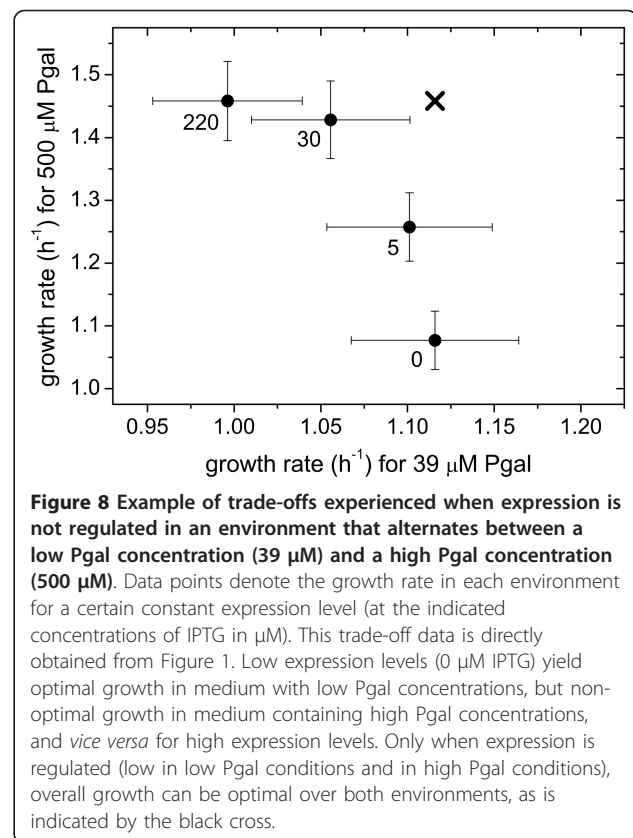 growth rate (h-1) for 500 µM Pgal
1.5
1.4
1.3
1.2
1.1
1.0
220
30
5
0
0.95 1.00 1.05 1.10 1.15 1.20
growth rate (h-1) for 39 µM Pgal
Figure 8 Example of trade-offs experienced when expression is
not regulated in an environment that alternates between a
low Pgal concentration (39 µM) and a high Pgal concentration
(500 µM). Data points denote the growth rate in each environment
for a certain constant expression level (at the indicated
concentrations of IPTG in µM). This trade-off data is directly
obtained from Figure 1. Low expression levels (0 µM IPTG) yield
optimal growth in medium with low Pgal concentrations, but non-
optimal growth in medium containing high Pgal concentrations,
and vice versa for high expression levels. Only when expression is
regulated (low in low Pgal conditions and in high Pgal conditions),
overall growth can be optimal over both environments, as is
indicated by the black cross.